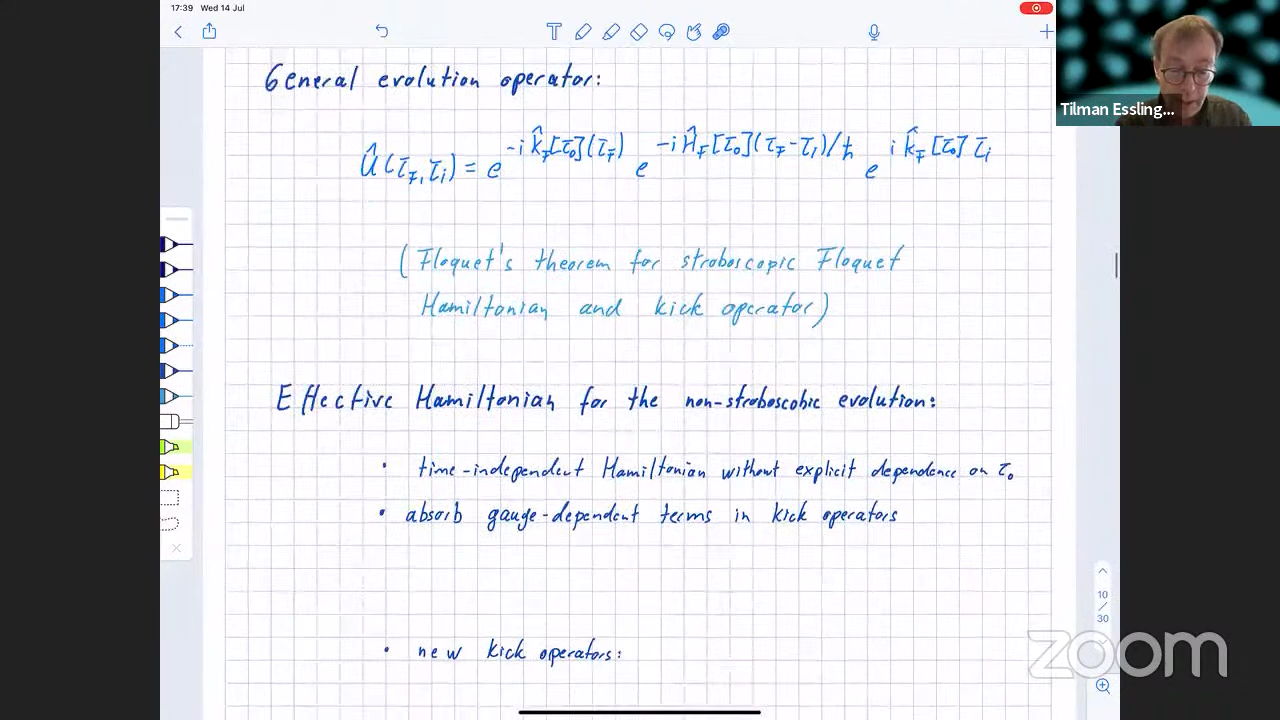 17:39 Wed 14 Jul
Tilman Essling...
General evolution operator:
Û(τ_F, τ_i) = e^{-i K̂_F[τ_0](τ_F)} e^{-i Ĥ_F[τ_0](τ_F-τ_i)/ħ} e^{i K̂_F[τ_0] τ_i}
(Floquet's theorem for stroboscopic Floquet
Hamiltonian and kick operator)
Effective Hamiltonian for the non-stroboscobic evolution:
• time-independent Hamiltonian without explicit dependence on τ_0
• absorb gauge-dependent terms in kick operators
• new kick operators:
10
/
30
zoom